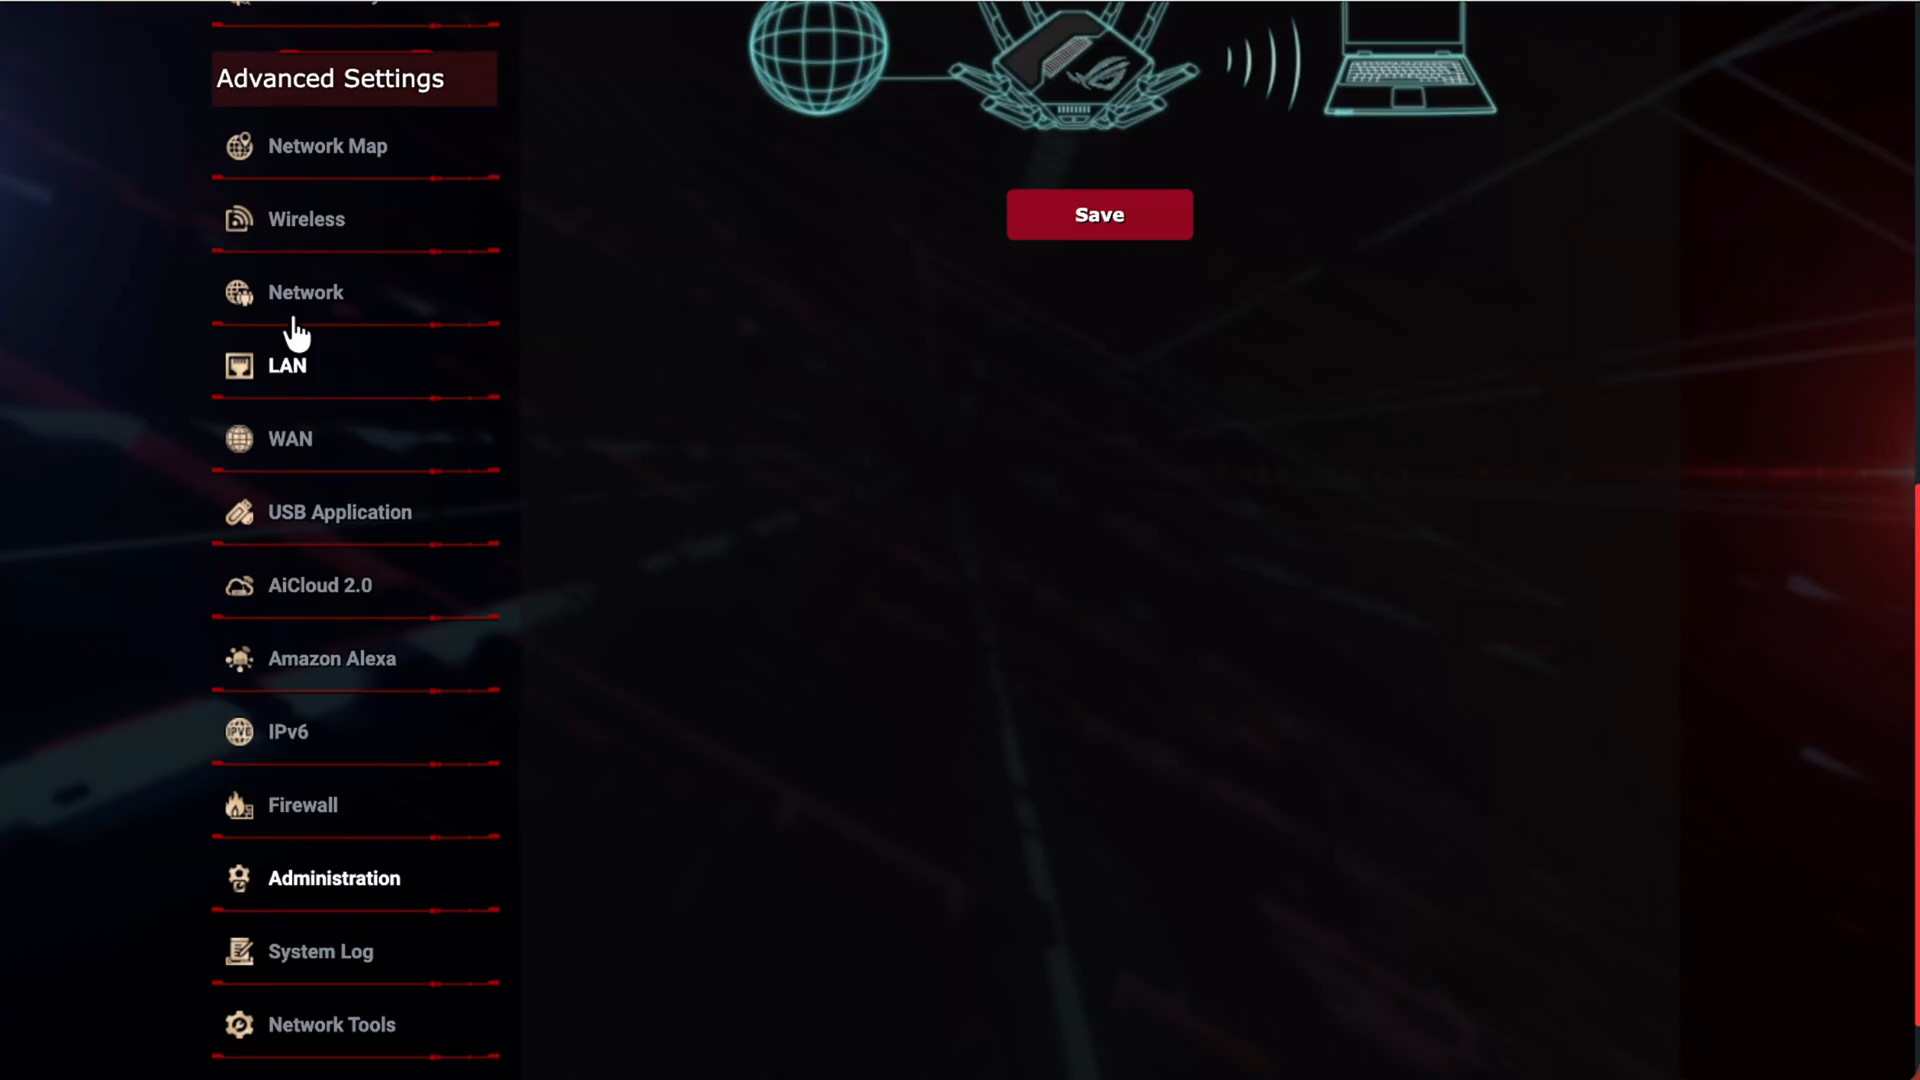 Advanced Settings
Network Map
Wireless
Save
Network
LAN
WAN
USB Application
AiCloud 2.0
Amazon Alexa
IPv6
Firewall
Administration
System Log
Network Tools